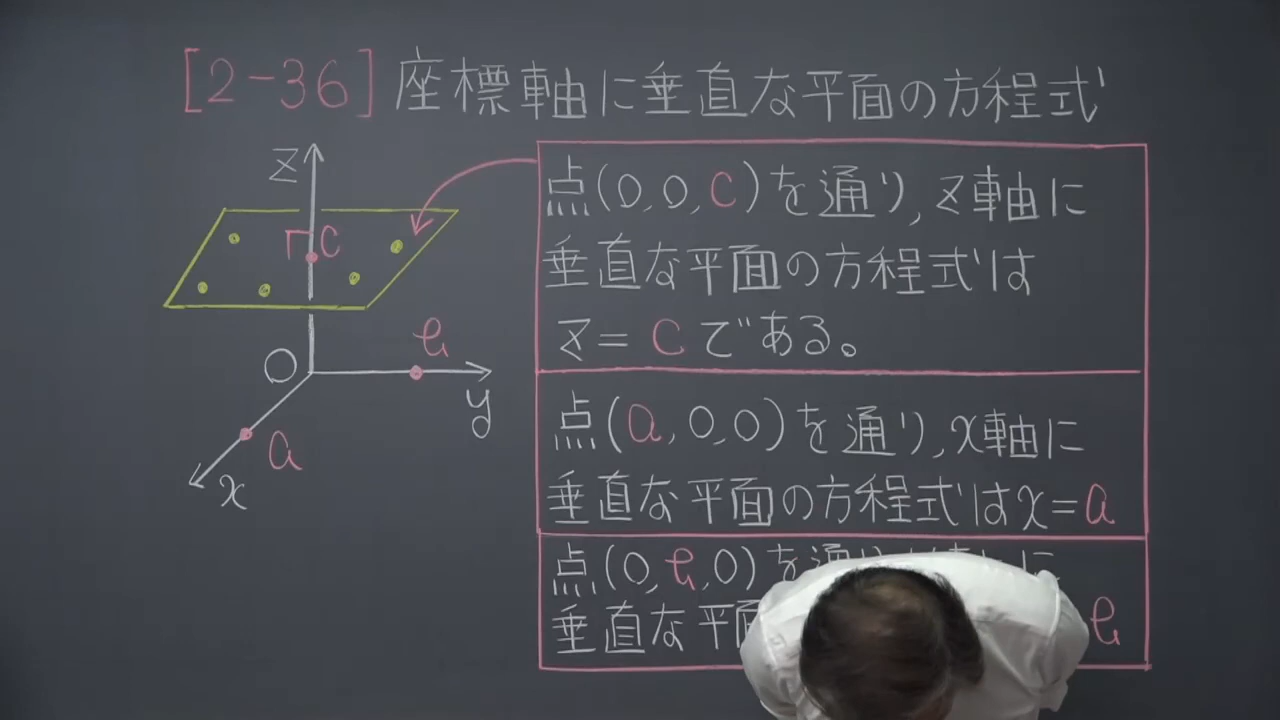 [2-36] 座標軸に垂直な平面の方程式
z
C
O
b
y
a
x
点(0,0,C)を通り,z軸に
垂直な平面の方程式は
z=Cである。
点(a,0,0)を通り,x軸に
垂直な平面の方程式はx=a
点(0,b,0)を通り
垂直な平面 b